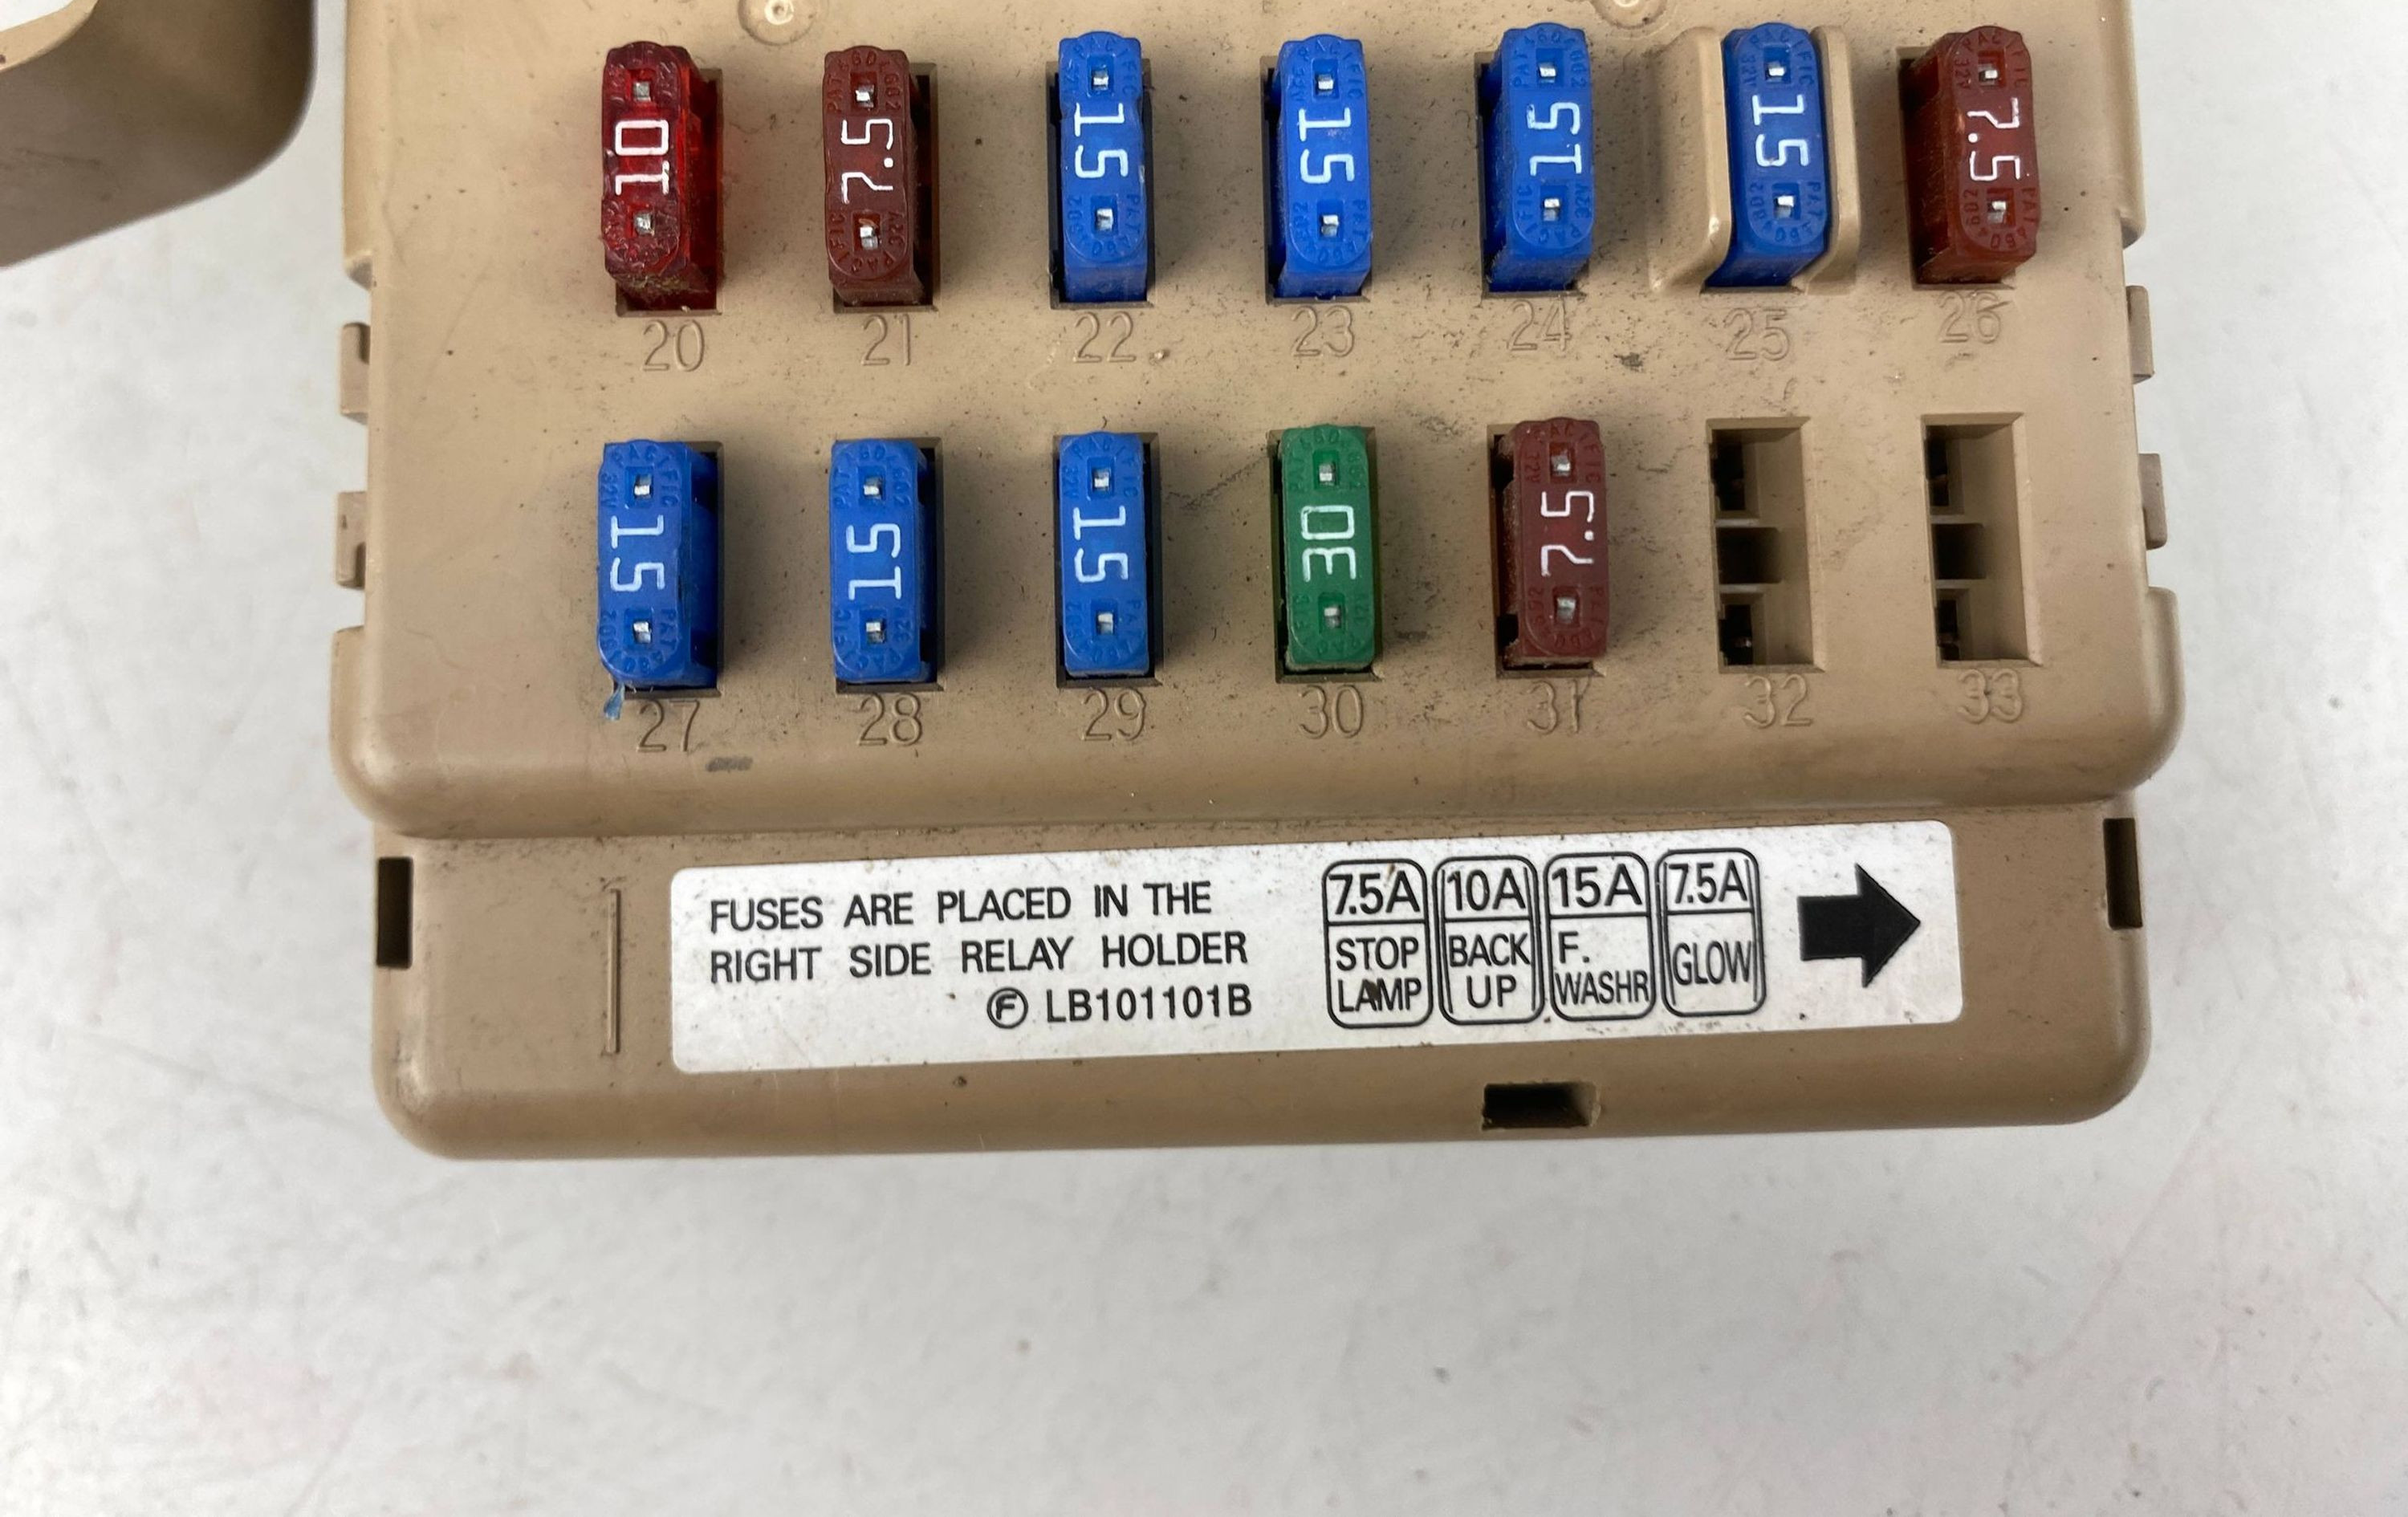 10 7.5 15 15 15 15 7.5
20 21 22 23 24 25 26
15 15 15 30 7.5
27 28 29 30 31 32 33
FUSES ARE PLACED IN THE
RIGHT SIDE RELAY HOLDER
Ⓕ LB101101B
7.5A 10A 15A 7.5A
STOP LAMP
BACK UP
F. WASHR
GLOW